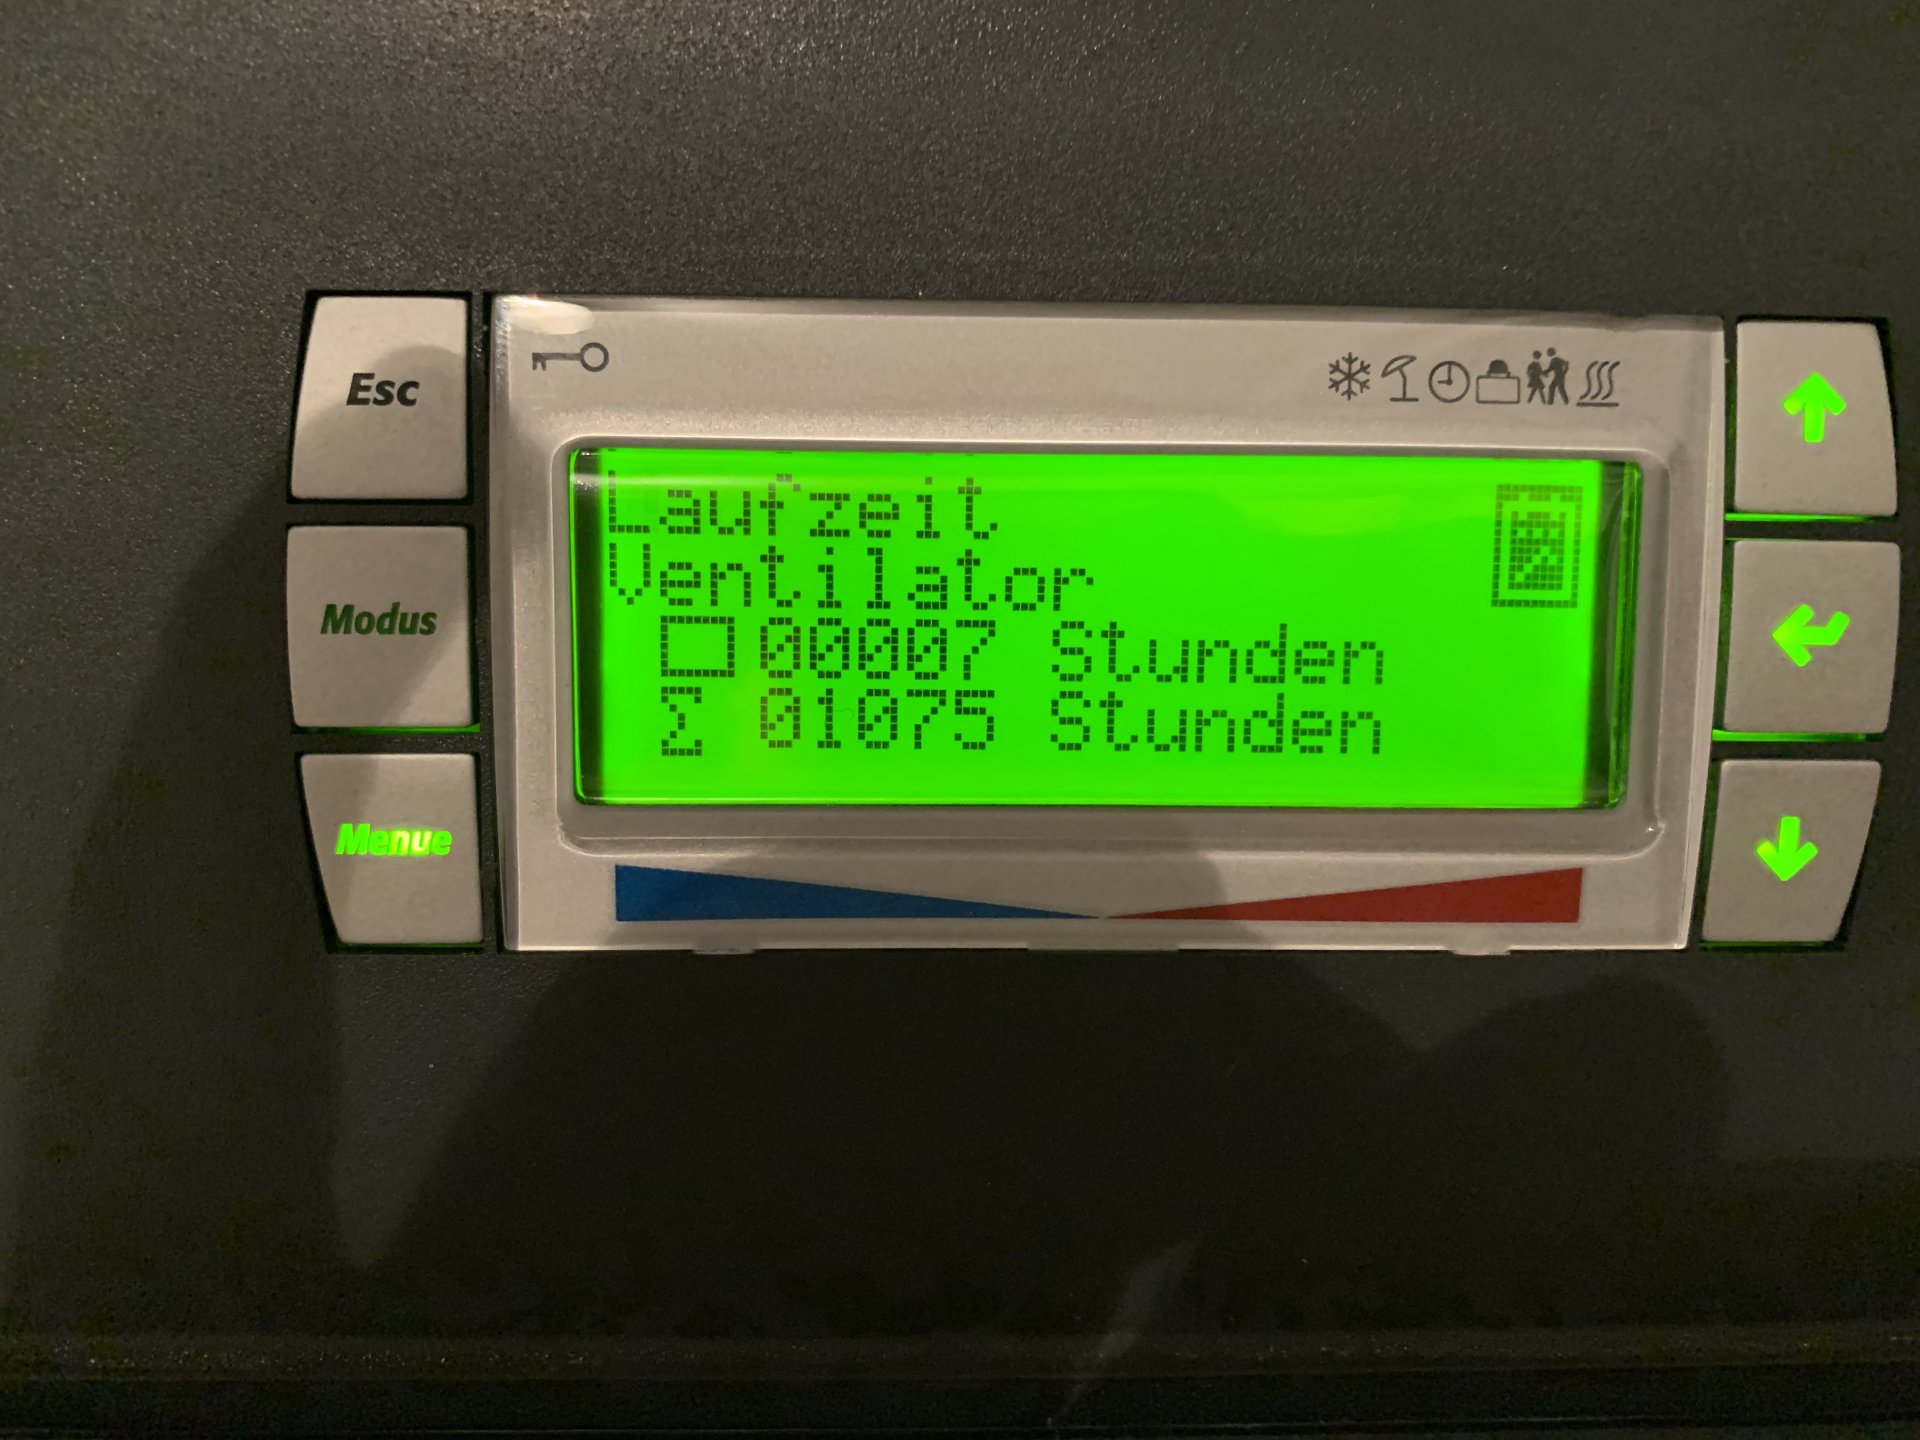 Esc
Modus
Menue
Laufzeit
Ventilator
00007 Stunden
Σ 01075 Stunden